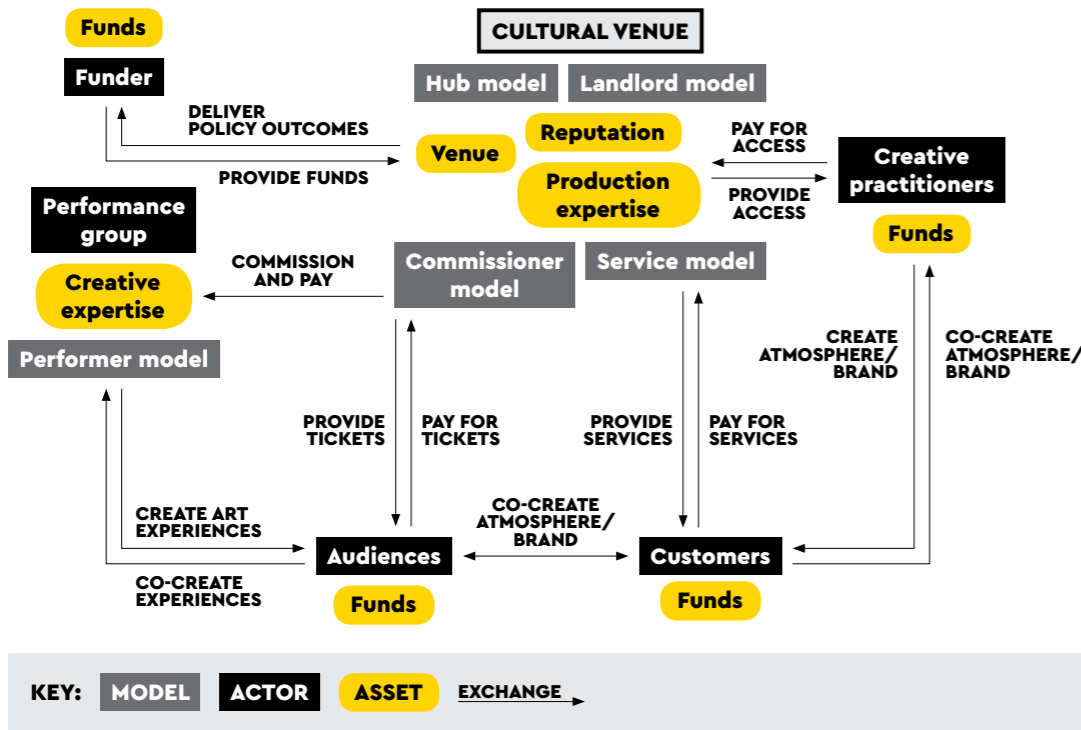 Funds
Funder
CULTURAL VENUE
Hub model
Landlord model
DELIVER
POLICY OUTCOMES
PROVIDE FUNDS
Venue
Reputation
Production
expertise
PAY FOR
ACCESS
PROVIDE
ACCESS
Creative
practitioners
Funds
Performance
group
Creative
expertise
Performer model
COMMISSION
AND PAY
Commissioner
model
Service model
CREATE
ATMOSPHERE/
BRAND
CO-CREATE
ATMOSPHERE/
BRAND
PROVIDE
TICKETS
PAY FOR
TICKETS
PROVIDE
SERVICES
PAY FOR
SERVICES
CREATE ART
EXPERIENCES
CO-CREATE
EXPERIENCES
CO-CREATE
ATMOSPHERE/
BRAND
Audiences
Funds
Customers
Funds
KEY:
MODEL
ACTOR
ASSET
EXCHANGE